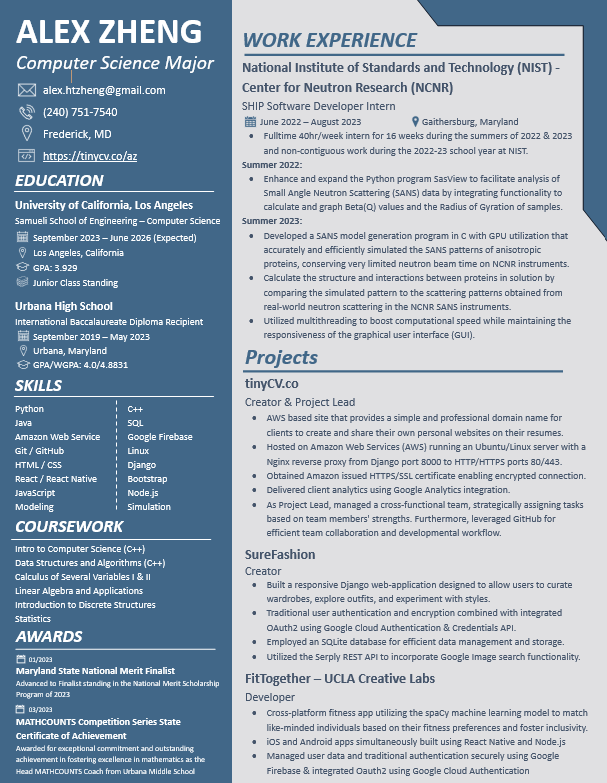 ALEX ZHENG
Computer Science Major
alex.htzheng@gmail.com
(240) 751-7540
Frederick, MD
https://tinycv.co/az
EDUCATION
University of California, Los Angeles
Samueli School of Engineering – Computer Science
September 2023 – June 2026 (Expected)
Los Angeles, California
GPA: 3.929
Junior Class Standing
Urbana High School
International Baccalaureate Diploma Recipient
September 2019 – May 2023
Urbana, Maryland
GPA/WGPA: 4.0/4.8831
SKILLS
Python
Java
Amazon Web Service
Git / GitHub
HTML / CSS
React / React Native
JavaScript
Modeling
C++
SQL
Google Firebase
Linux
Django
Bootstrap
Node.js
Simulation
COURSEWORK
Intro to Computer Science (C++)
Data Structures and Algorithms (C++)
Calculus of Several Variables I & II
Linear Algebra and Applications
Introduction to Discrete Structures
Statistics
AWARDS
01/2023
Maryland State National Merit Finalist
Advanced to Finalist standing in the National Merit Scholarship
Program of 2023
03/2023
MATHCOUNTS Competition Series State
Certificate of Achievement
Awarded for exceptional commitment and outstanding
achievement in fostering excellence in mathematics as the
Head MATHCOUNTS Coach from Urbana Middle School
WORK EXPERIENCE
National Institute of Standards and Technology (NIST) -
Center for Neutron Research (NCNR)
SHIP Software Developer Intern
June 2022 – August 2023 Gaithersburg, Maryland
• Fulltime 40hr/week intern for 16 weeks during the summers of 2022 & 2023
and non-contiguous work during the 2022-23 school year at NIST.
Summer 2022:
• Enhance and expand the Python program SasView to facilitate analysis of
Small Angle Neutron Scattering (SANS) data by integrating functionality to
calculate and graph Beta(Q) values and the Radius of Gyration of samples.
Summer 2023:
• Developed a SANS model generation program in C with GPU utilization that
accurately and efficiently simulated the SANS patterns of anisotropic
proteins, conserving very limited neutron beam time on NCNR instruments.
• Calculate the structure and interactions between proteins in solution by
comparing the simulated pattern to the scattering patterns obtained from
real-world neutron scattering in the NCNR SANS instruments.
• Utilized multithreading to boost computational speed while maintaining the
responsiveness of the graphical user interface (GUI).
Projects
tinyCV.co
Creator & Project Lead
• AWS based site that provides a simple and professional domain name for
clients to create and share their own personal websites on their resumes.
• Hosted on Amazon Web Services (AWS) running an Ubuntu/Linux server with a
Nginx reverse proxy from Django port 8000 to HTTP/HTTPS ports 80/443.
• Obtained Amazon issued HTTPS/SSL certificate enabling encrypted connection.
• Delivered client analytics using Google Analytics integration.
• As Project Lead, managed a cross-functional team, strategically assigning tasks
based on team members' strengths. Furthermore, leveraged GitHub for
efficient team collaboration and developmental workflow.
SureFashion
Creator
• Built a responsive Django web-application designed to allow users to curate
wardrobes, explore outfits, and experiment with styles.
• Traditional user authentication and encryption combined with integrated
OAuth2 using Google Cloud Authentication & Credentials API.
• Employed an SQLite database for efficient data management and storage.
• Utilized the Serply REST API to incorporate Google Image search functionality.
FitTogether – UCLA Creative Labs
Developer
• Cross-platform fitness app utilizing the spaCy machine learning model to match
like-minded individuals based on their fitness preferences and foster inclusivity.
• iOS and Android apps simultaneously built using React Native and Node.js
• Managed user data and traditional authentication securely using Google
Firebase & integrated Oauth2 using Google Cloud Authentication